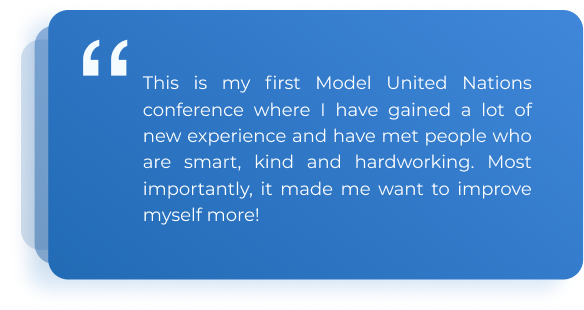 “
This is my first Model United Nations
conference where I have gained a lot of
new experience and have met people who
are smart, kind and hardworking. Most
importantly, it made me want to improve
myself more!